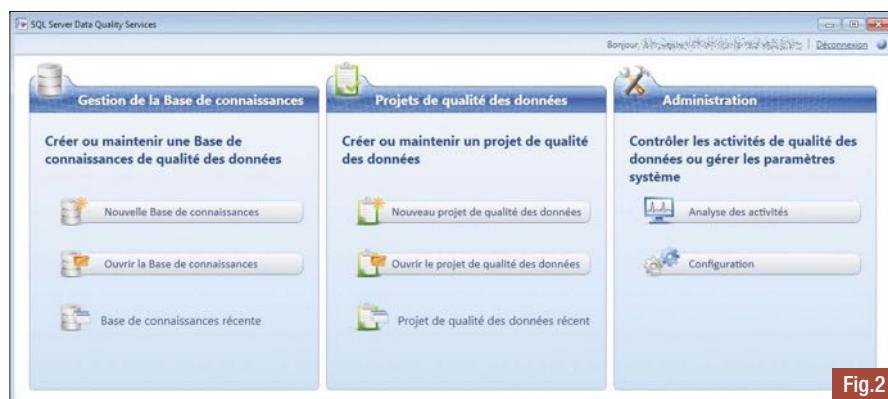 SQL Server Data Quality Services
Bonjour,
Déconnexion
Gestion de la Base de connaissances
Créer ou maintenir une Base de
connaissances de qualité des données
Nouvelle Base de connaissances
Ouvrir la Base de connaissances
Base de connaissances récente
Projets de qualité des données
Créer ou maintenir un projet de qualité
des données
Nouveau projet de qualité des données
Ouvrir le projet de qualité des données
Projet de qualité des données récent
Administration
Contrôler les activités de qualité des
données ou gérer les paramètres
système
Analyse des activités
Configuration
Fig.2